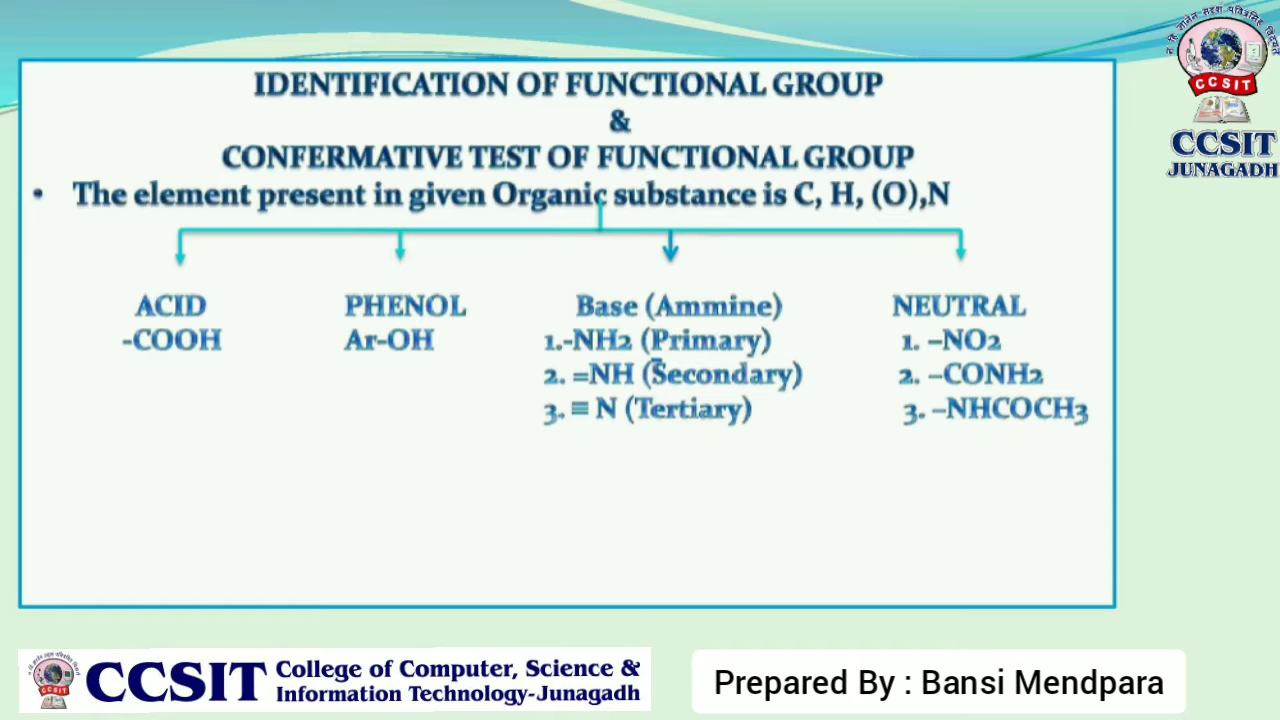 IDENTIFICATION OF FUNCTIONAL GROUP
&
CONFERMATIVE TEST OF FUNCTIONAL GROUP
• The element present in given Organic substance is C, H, (O),N
ACID
-COOH
PHENOL
Ar-OH
Base (Ammine)
1.-NH2 (Primary)
2. =NH (Secondary)
3. ≡ N (Tertiary)
NEUTRAL
1. –NO2
2. –CONH2
3. –NHCOCH3
CCSIT
CCSIT
JUNAGADH
CCSIT
CCSIT
College of Computer, Science &
Information Technology-Junagadh
Prepared By : Bansi Mendpara